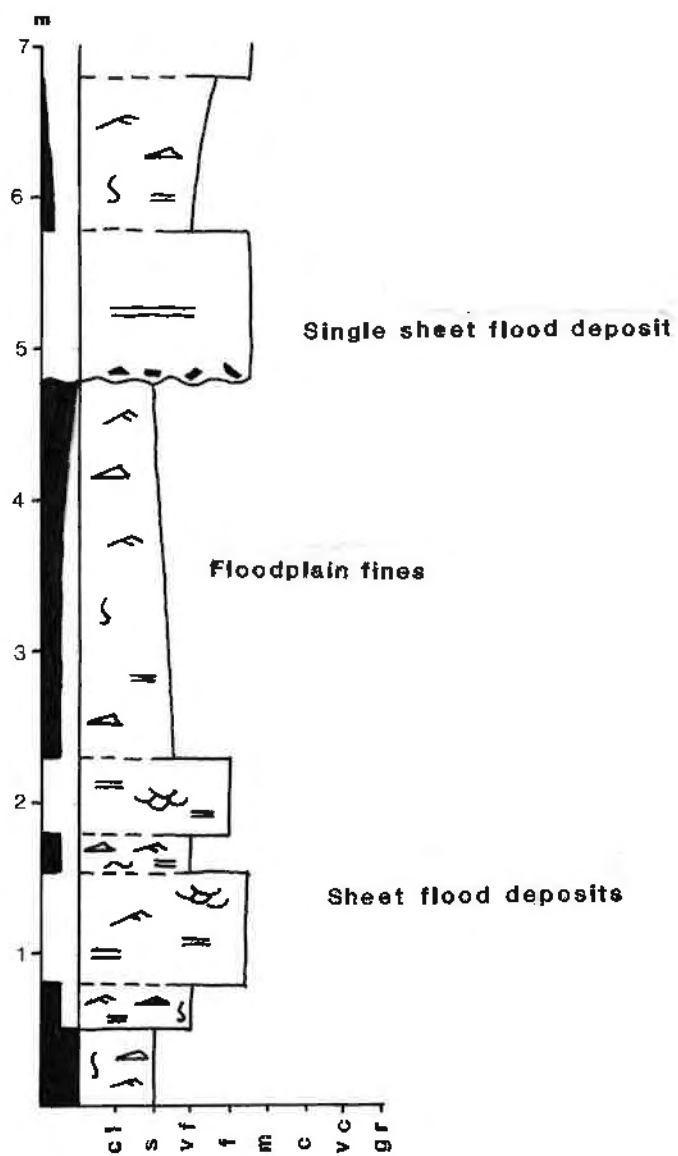 m
7
6
Single sheet flood deposit
5
4
Floodplain fines
3
2
Sheet flood deposits
1
cl s vf f m c vc gr